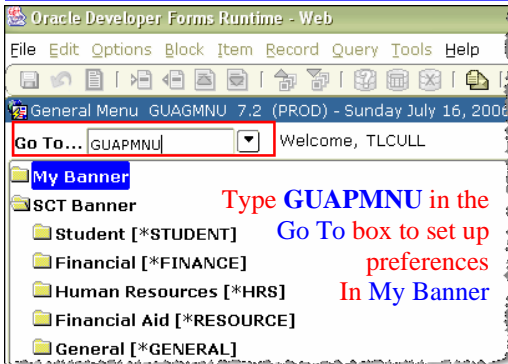 Oracle Developer Forms Runtime - Web
File Edit Options Block Item Record Query Tools Help
General Menu GUAGMNU 7.2 (PROD) - Sunday July 16, 2006
Go To... GUAPMNU Welcome, TLCULL
My Banner
SCT Banner
Student [*STUDENT]
Financial [*FINANCE]
Human Resources [*HRS]
Financial Aid [*RESOURCE]
General [*GENERAL]
Type GUAPMNU in the
Go To box to set up
preferences
In My Banner